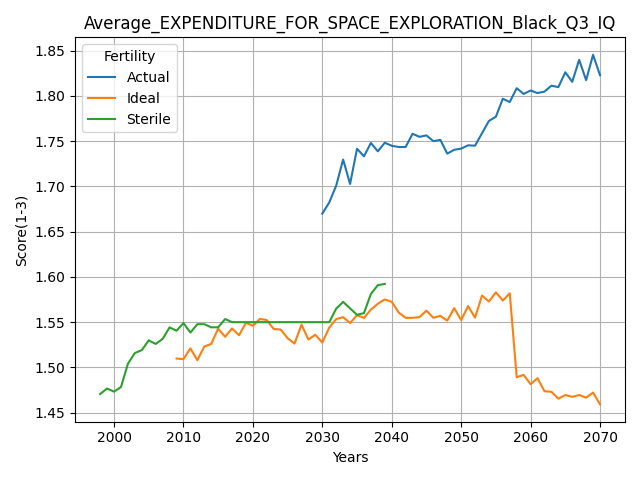 Average_EXPENDITURE_FOR_SPACE_EXPLORATION_Black_Q3_IQ
Fertility
Actual
Ideal
Sterile
Score(1-3)
1.85
1.80
1.75
1.70
1.65
1.60
1.55
1.50
1.45
2000 2010 2020 2030 2040 2050 2060 2070
Years